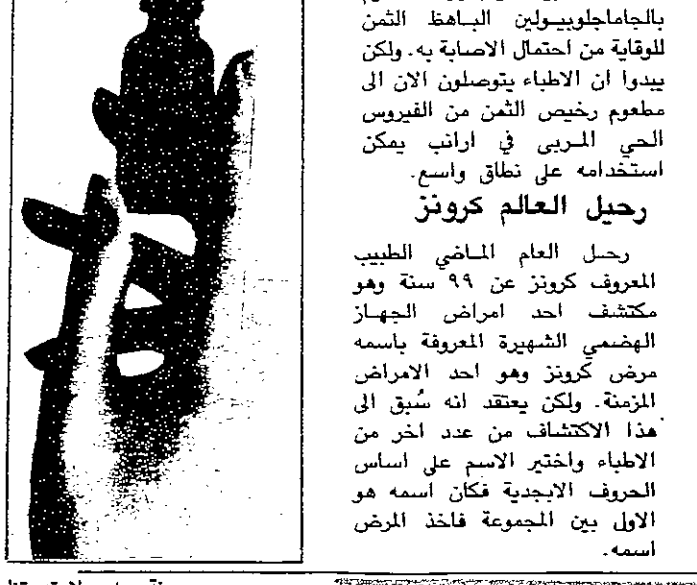 بالجاماجلوبيولين الباهظ الثمن
للوقاية من احتمال الاصابة به. ولكن
يبدوا ان الاطباء يتوصلون الان الى
مطعوم رخيص الثمن من الفيروس
الحي المربى في ارانب يمكن
استخدامه على نطاق واسع.
رحيل العالم كرونز
رحل العام الماضي الطبيب
المعروف كرونز عن ٩٩ سنة وهو
مكتشف احد امراض الجهاز
الهضمي الشهيرة المعروفة باسمه
مرض كرونز وهو احد الامراض
المزمنة. ولكن يعتقد انه سُبق الى
هذا الاكتشاف من عدد اخر من
الاطباء واختير الاسم على اساس
الحروف الابجدية فكان اسمه هو
الاول بين المجموعة فاخذ المرض
اسمه.